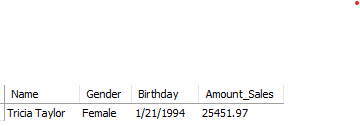 Name Gender Birthday Amount_Sales
Tricia Taylor Female 1/21/1994 25451.97